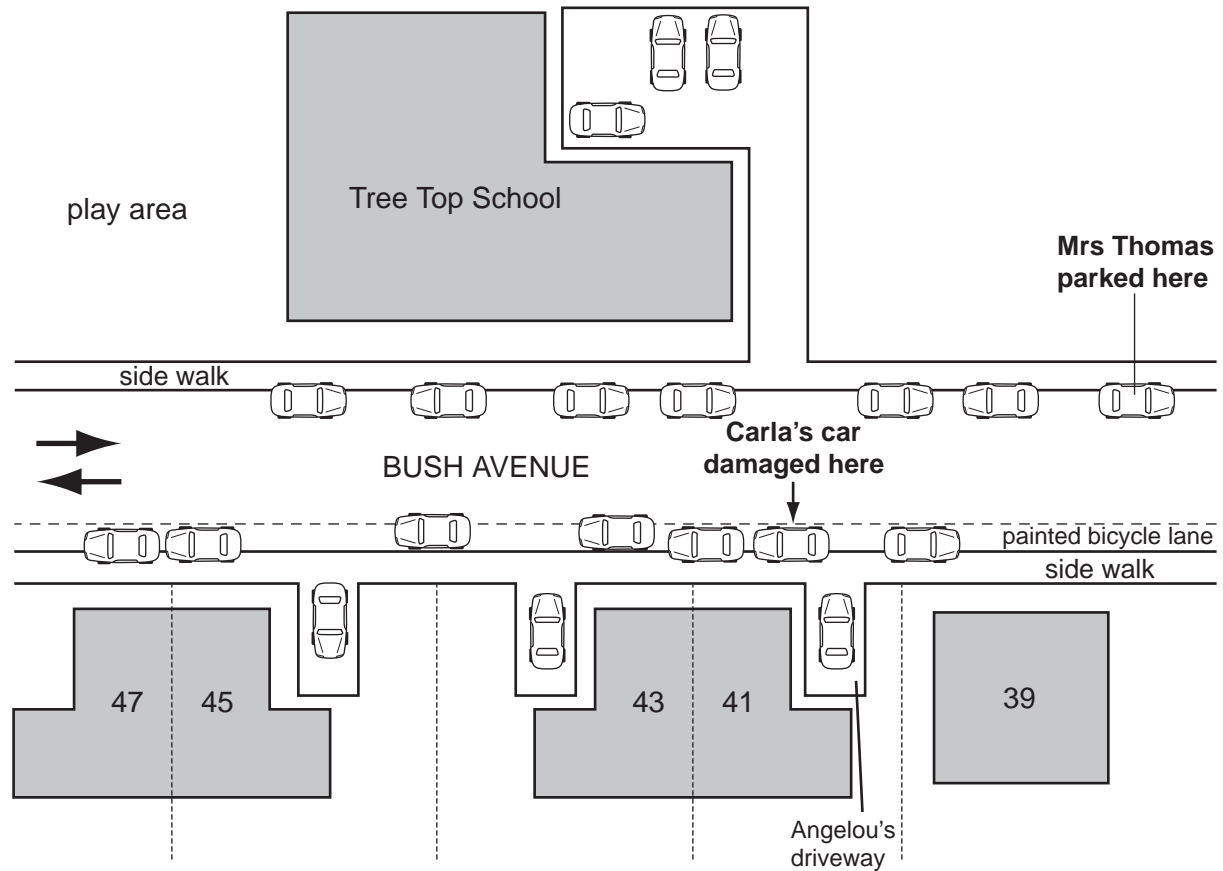 Tree Top School
play area
Mrs Thomas
parked here
side walk
Carla's car
damaged here
BUSH AVENUE
painted bicycle lane
side walk
47
45
43
41
39
Angelou's
driveway